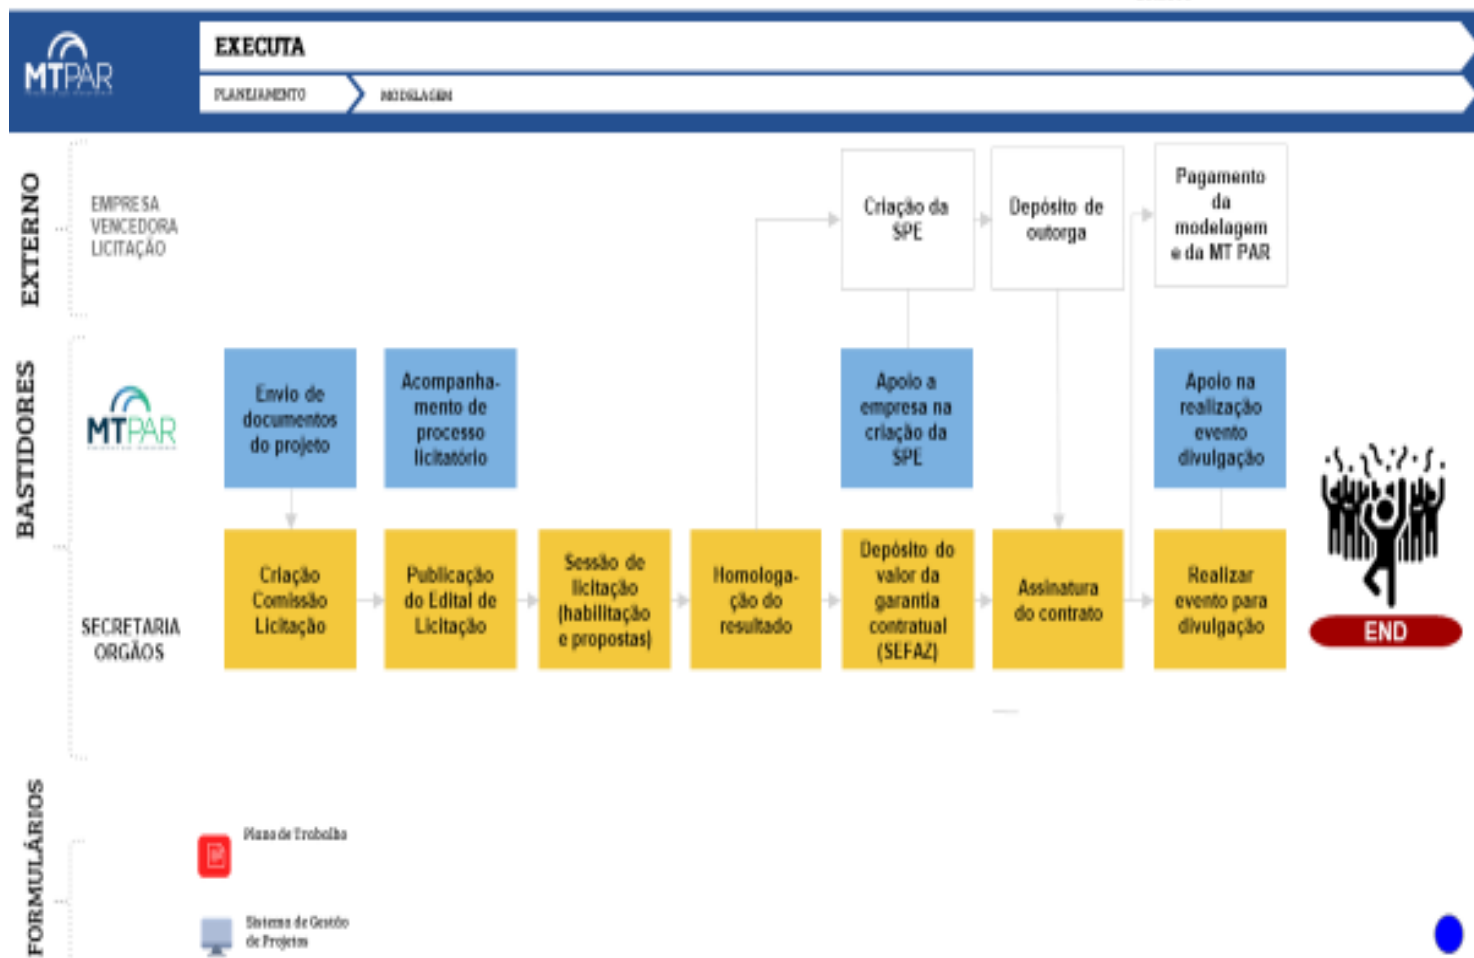 MTPAR
EXECUTA
PLANEJAMENTO
MODELAGEM
EXTERNO
EMPRESA
VENCEDORA
LICITAÇÃO
Criação da
SPE
Depósito de
outorga
Pagamento
da
modelagem
e da MT PAR
BASTIDORES
MTPAR
Envio de
documentos
do projeto
Acompanha-
mento de
processo
licitatório
Apoio a
empresa na
criação da
SPE
Apoio na
realização
evento
divulgação
SECRETARIA
ORGÃOS
Criação
Comissão
Licitação
Publicação
do Edital de
Licitação
Sessão de
licitação
(habilitação
e propostas)
Homologa-
ção do
resultado
Depósito do
valor da
garantia
contratual
(SEFAZ)
Assinatura
do contrato
Realizar
evento para
divulgação
END
FORMULÁRIOS
Plano de Trabalho
Sistema de Gestão
de Projetos